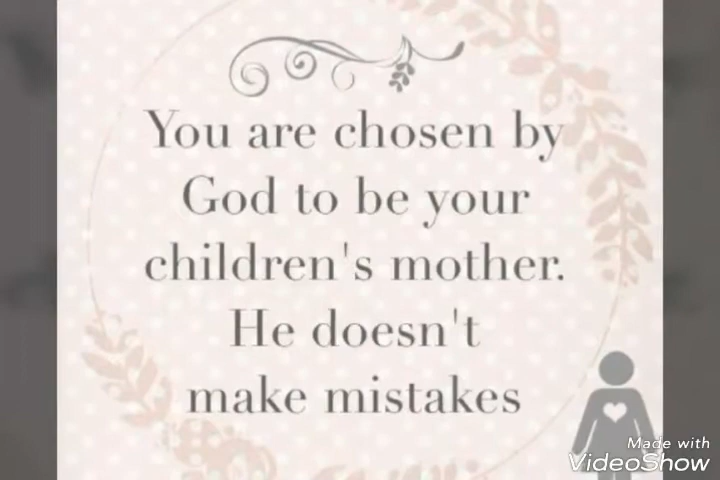 You are chosen by
God to be your
children's mother.
He doesn't
make mistakes
Made with
VideoShow